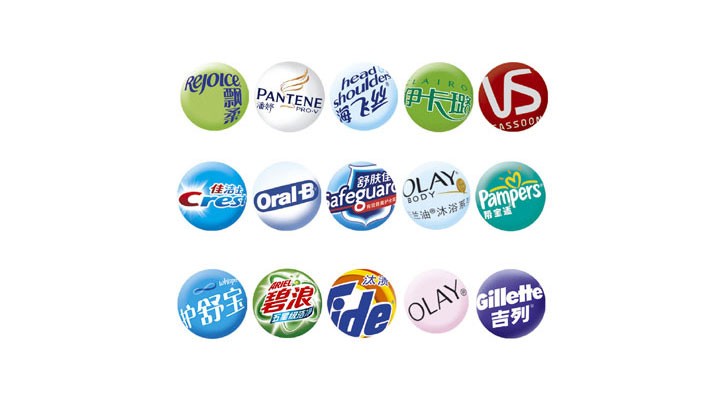 Rejoice
飘柔
PANTENE
潘婷 PRO-V
head &
shoulders
海飞丝
CLAIROL
伊卡璐
VS
SASSOON
佳洁士
Crest
Oral-B
舒肤佳
Safeguard
OLAY
BODY
兰油®沐浴系
Pampers
帮宝适
whisper
护舒宝
ARIEL
碧浪
汰渍
Tide
OLAY®
Gillette®
吉列